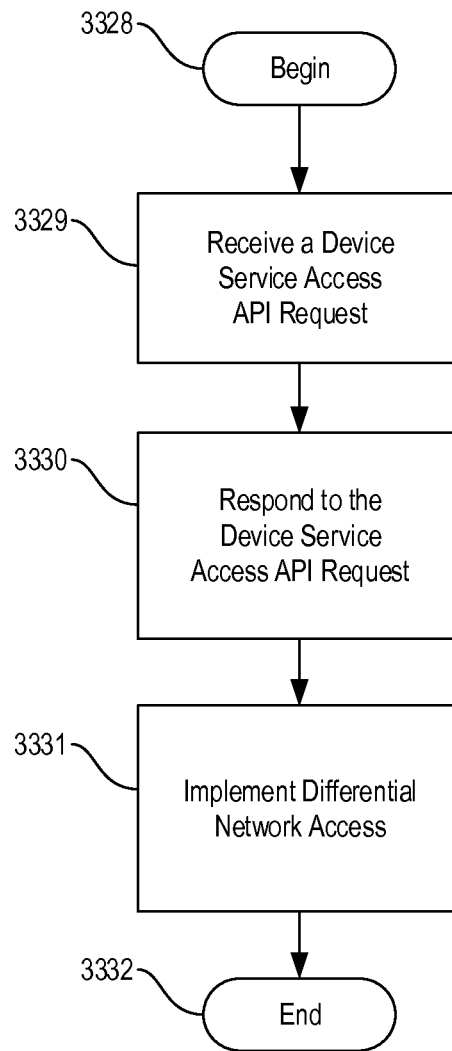 3328
Begin
3329
Receive a Device
Service Access
API Request
3330
Respond to the
Device Service
Access API Request
3331
Implement Differential
Network Access
3332
End